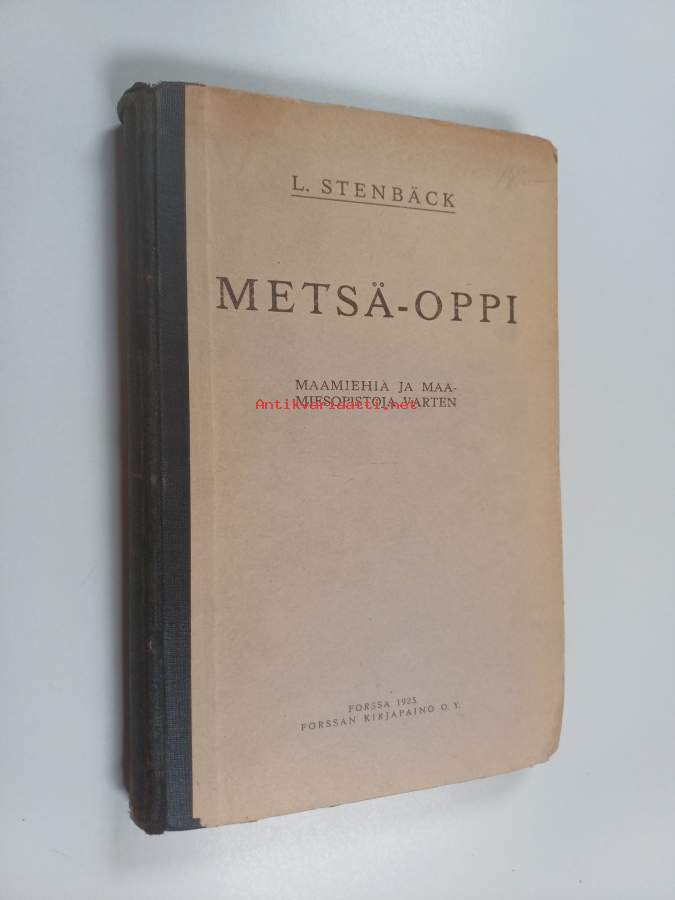 L. STENBÄCK
METSÄ-OPPI
MAAMIEHIÄ JA MAA-
MIESOPISTOJA VARTEN
Antikvariaatti.net
FORSSA 1925
FORSSAN KIRJAPAINO O. Y.